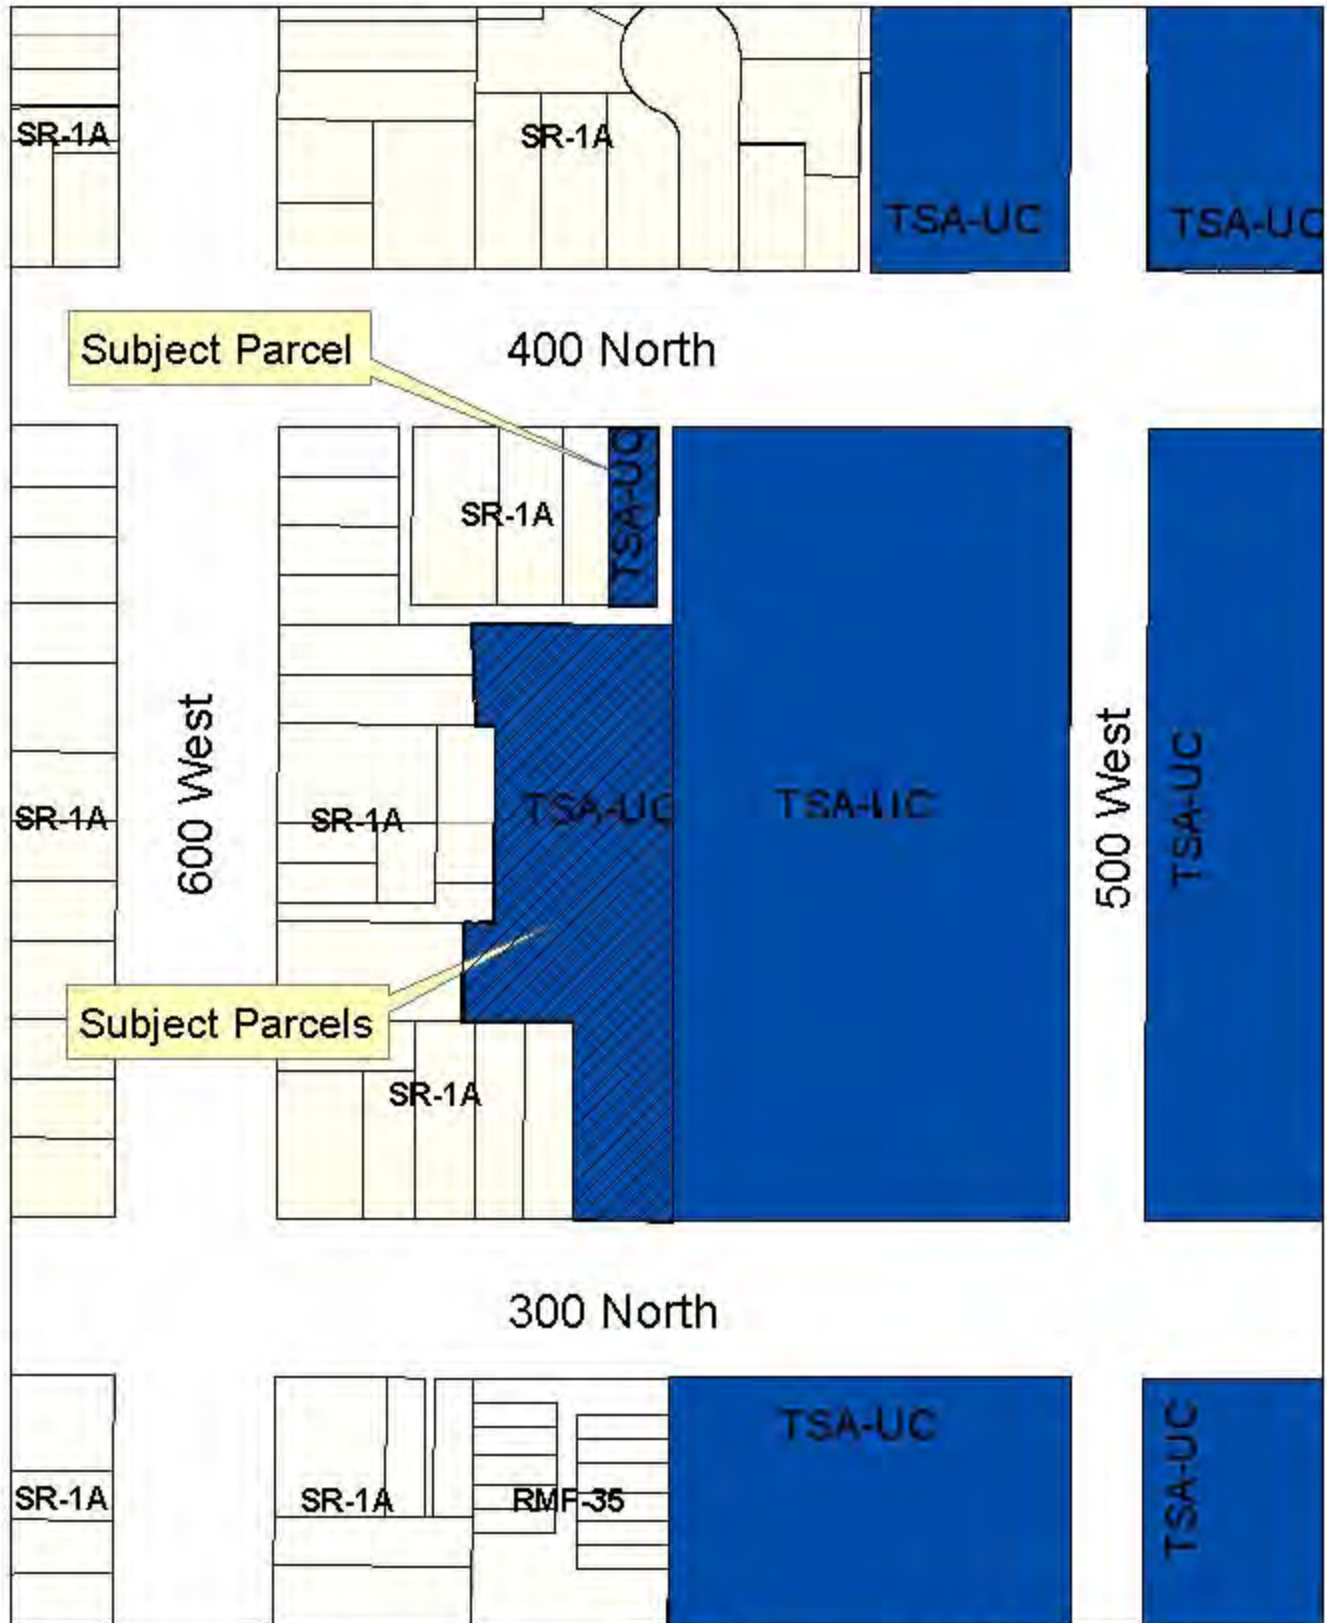 SR-1A
SR-1A
TSA-UC
TSA-UC
Subject Parcel
400 North
SR-1A
TSA-UC
600 West
500 West
SR-1A
SR-1A
TSA-UC
TSA-UC
TSA-UC
Subject Parcels
SR-1A
300 North
TSA-UC
SR-1A
SR-1A
RMF-35
TSA-UC